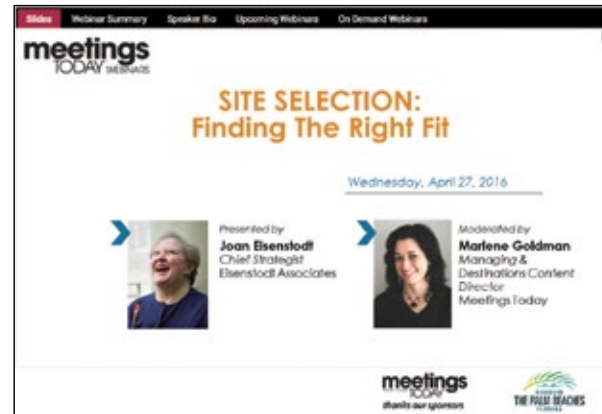 Slides Webinar Summary Speaker Bio Upcoming Webinars On Demand Webinars
meetings
TODAY WEBINARS
SITE SELECTION:
Finding The Right Fit
Wednesday, April 27, 2016
Presented by
Joan Eisenstodt
Chief Strategist
Eisenstodt Associates
Moderated by
Marlene Goldman
Managing &
Destinations Content
Director
Meetings Today
meetings
TODAY
thanks our sponsors
THE PALM BEACHES
FLORIDA